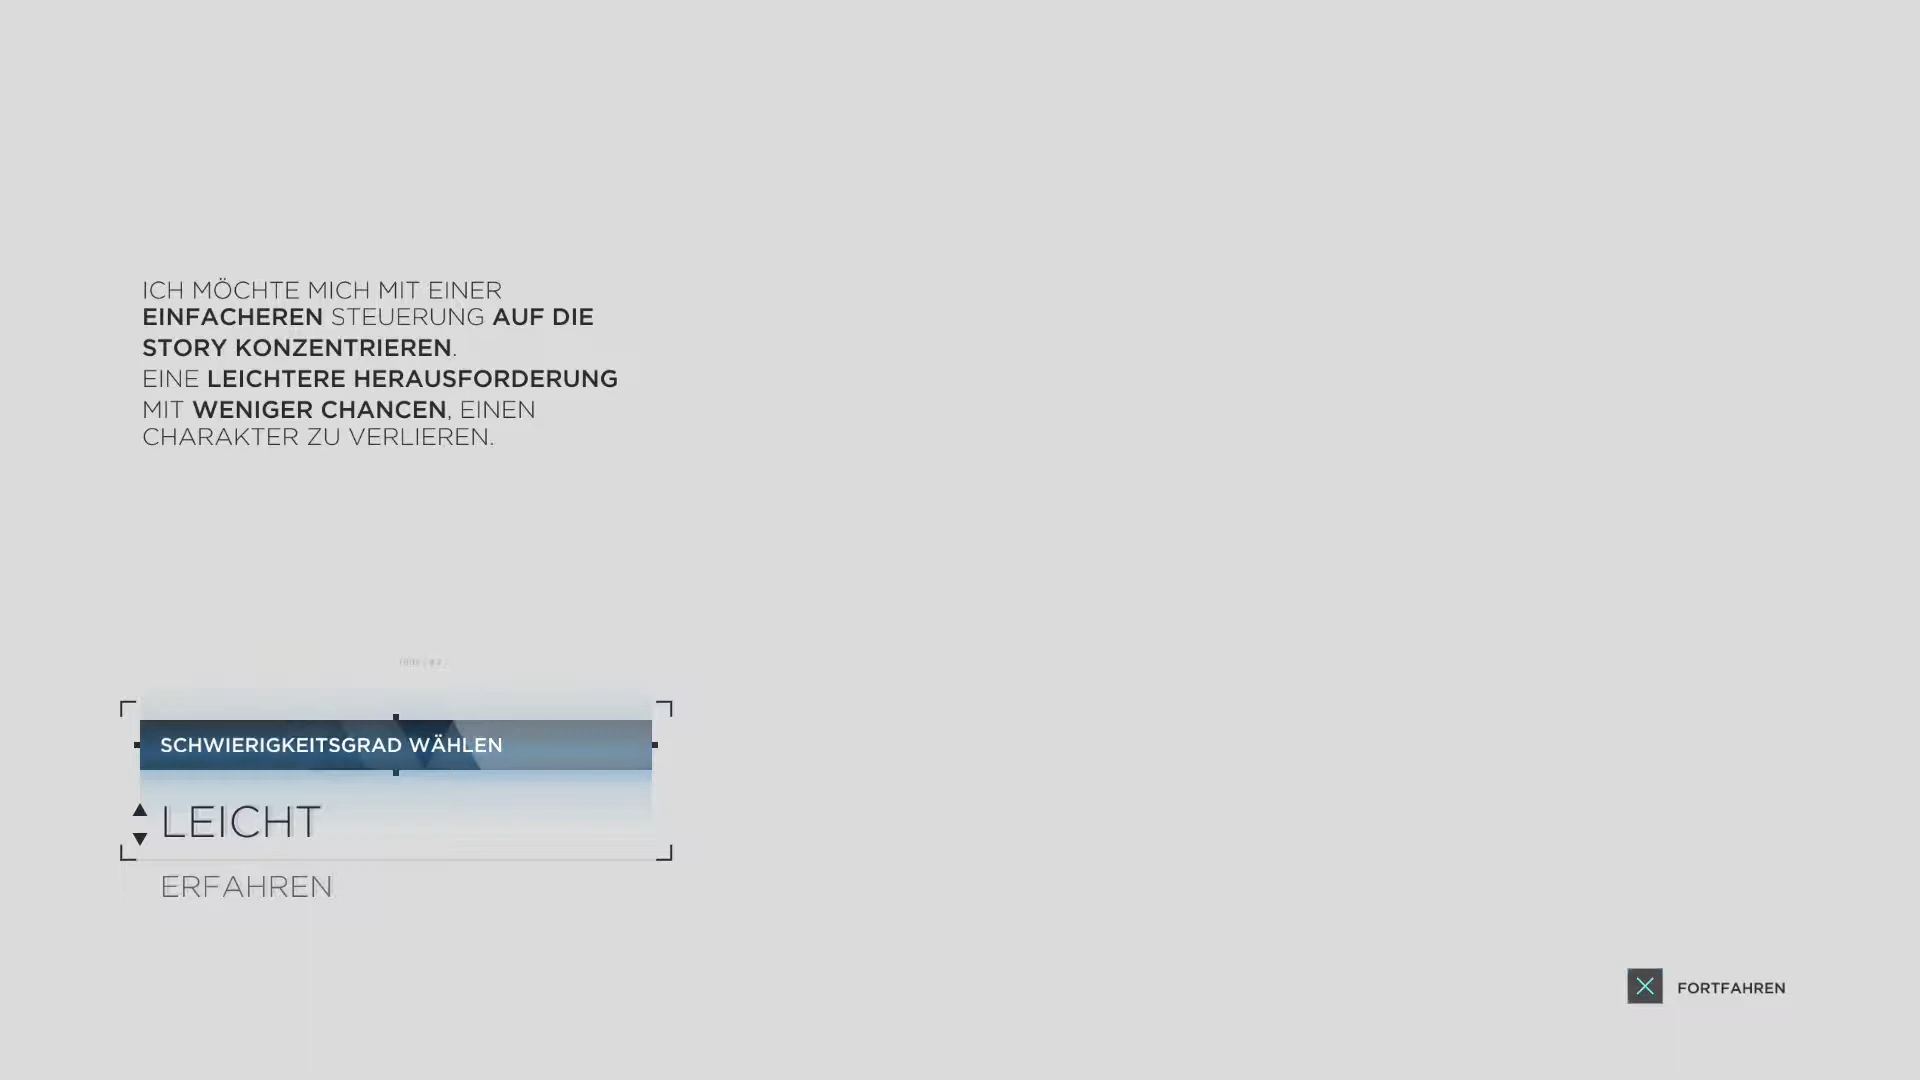 ICH MÖCHTE MICH MIT EINER
EINFACHEREN STEUERUNG AUF DIE
STORY KONZENTRIEREN.
EINE LEICHTERE HERAUSFORDERUNG
MIT WENIGER CHANCEN, EINEN
CHARAKTER ZU VERLIEREN.
SCHWIERIGKEITSGRAD WÄHLEN
LEICHT
ERFAHREN
FORTFAHREN